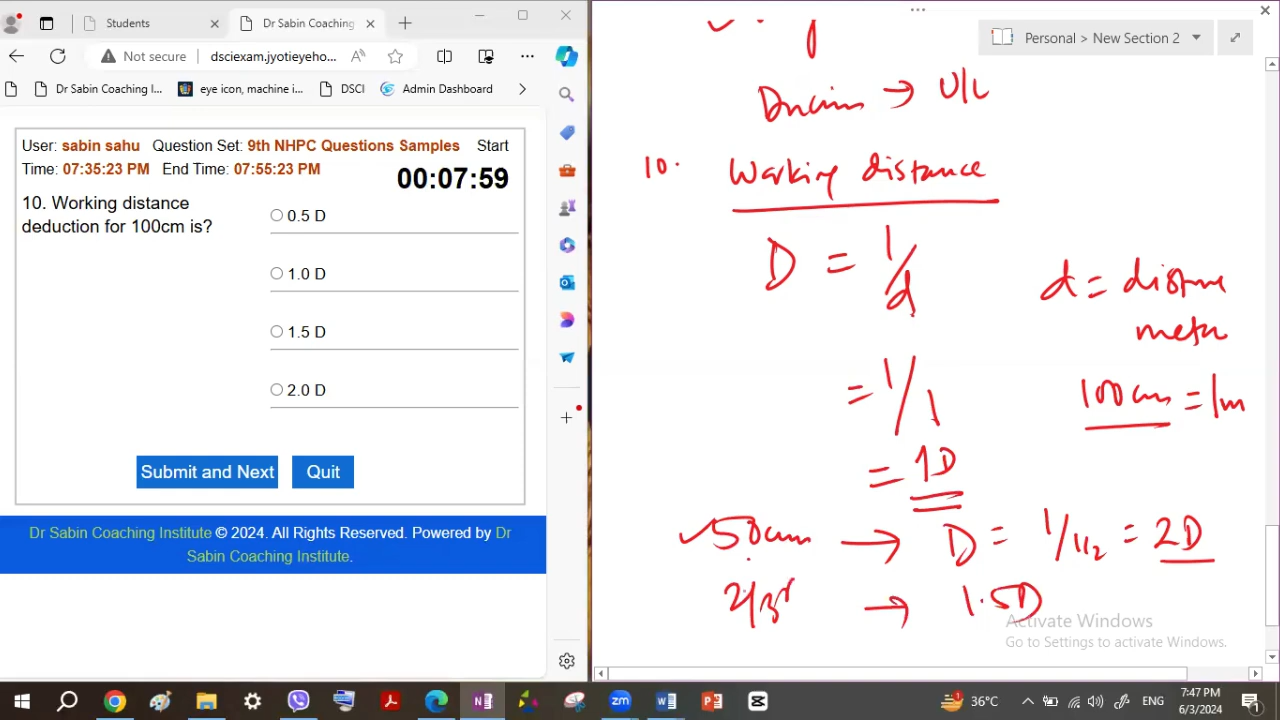 Students
Dr Sabin Coaching
Not secure dsciexam.jyotieyeho...
Dr Sabin Coaching I... eye icon, machine i... DSCI Admin Dashboard
User: sabin sahu Question Set: 9th NHPC Questions Samples Start
Time: 07:35:23 PM End Time: 07:55:23 PM
00:07:59
10. Working distance
deduction for 100cm is?
0.5 D
1.0 D
1.5 D
2.0 D
Submit and Next Quit
Dr Sabin Coaching Institute © 2024. All Rights Reserved. Powered by Dr
Sabin Coaching Institute.
Personal > New Section 2
→ U/L
10. Working distance
D = 1/d
d = distance
meter
= 1/1
100cm = 1m
= 1D
50cm → D = 1/1/2 = 2D
2/3rd → 1.5D
Activate Windows
Go to Settings to activate Windows.
36°C
ENG
7:47 PM
6/3/2024